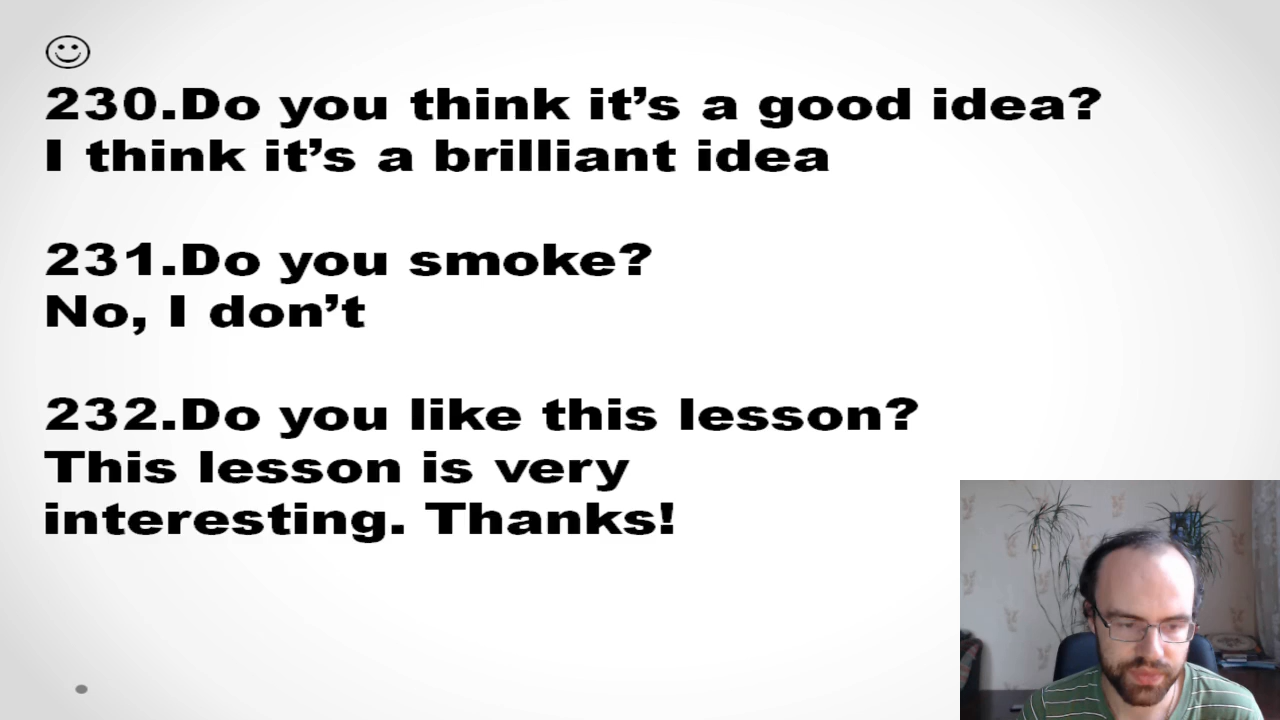 230.Do you think it’s a good idea?
I think it’s a brilliant idea
231.Do you smoke?
No, I don’t
232.Do you like this lesson?
This lesson is very
interesting. Thanks!